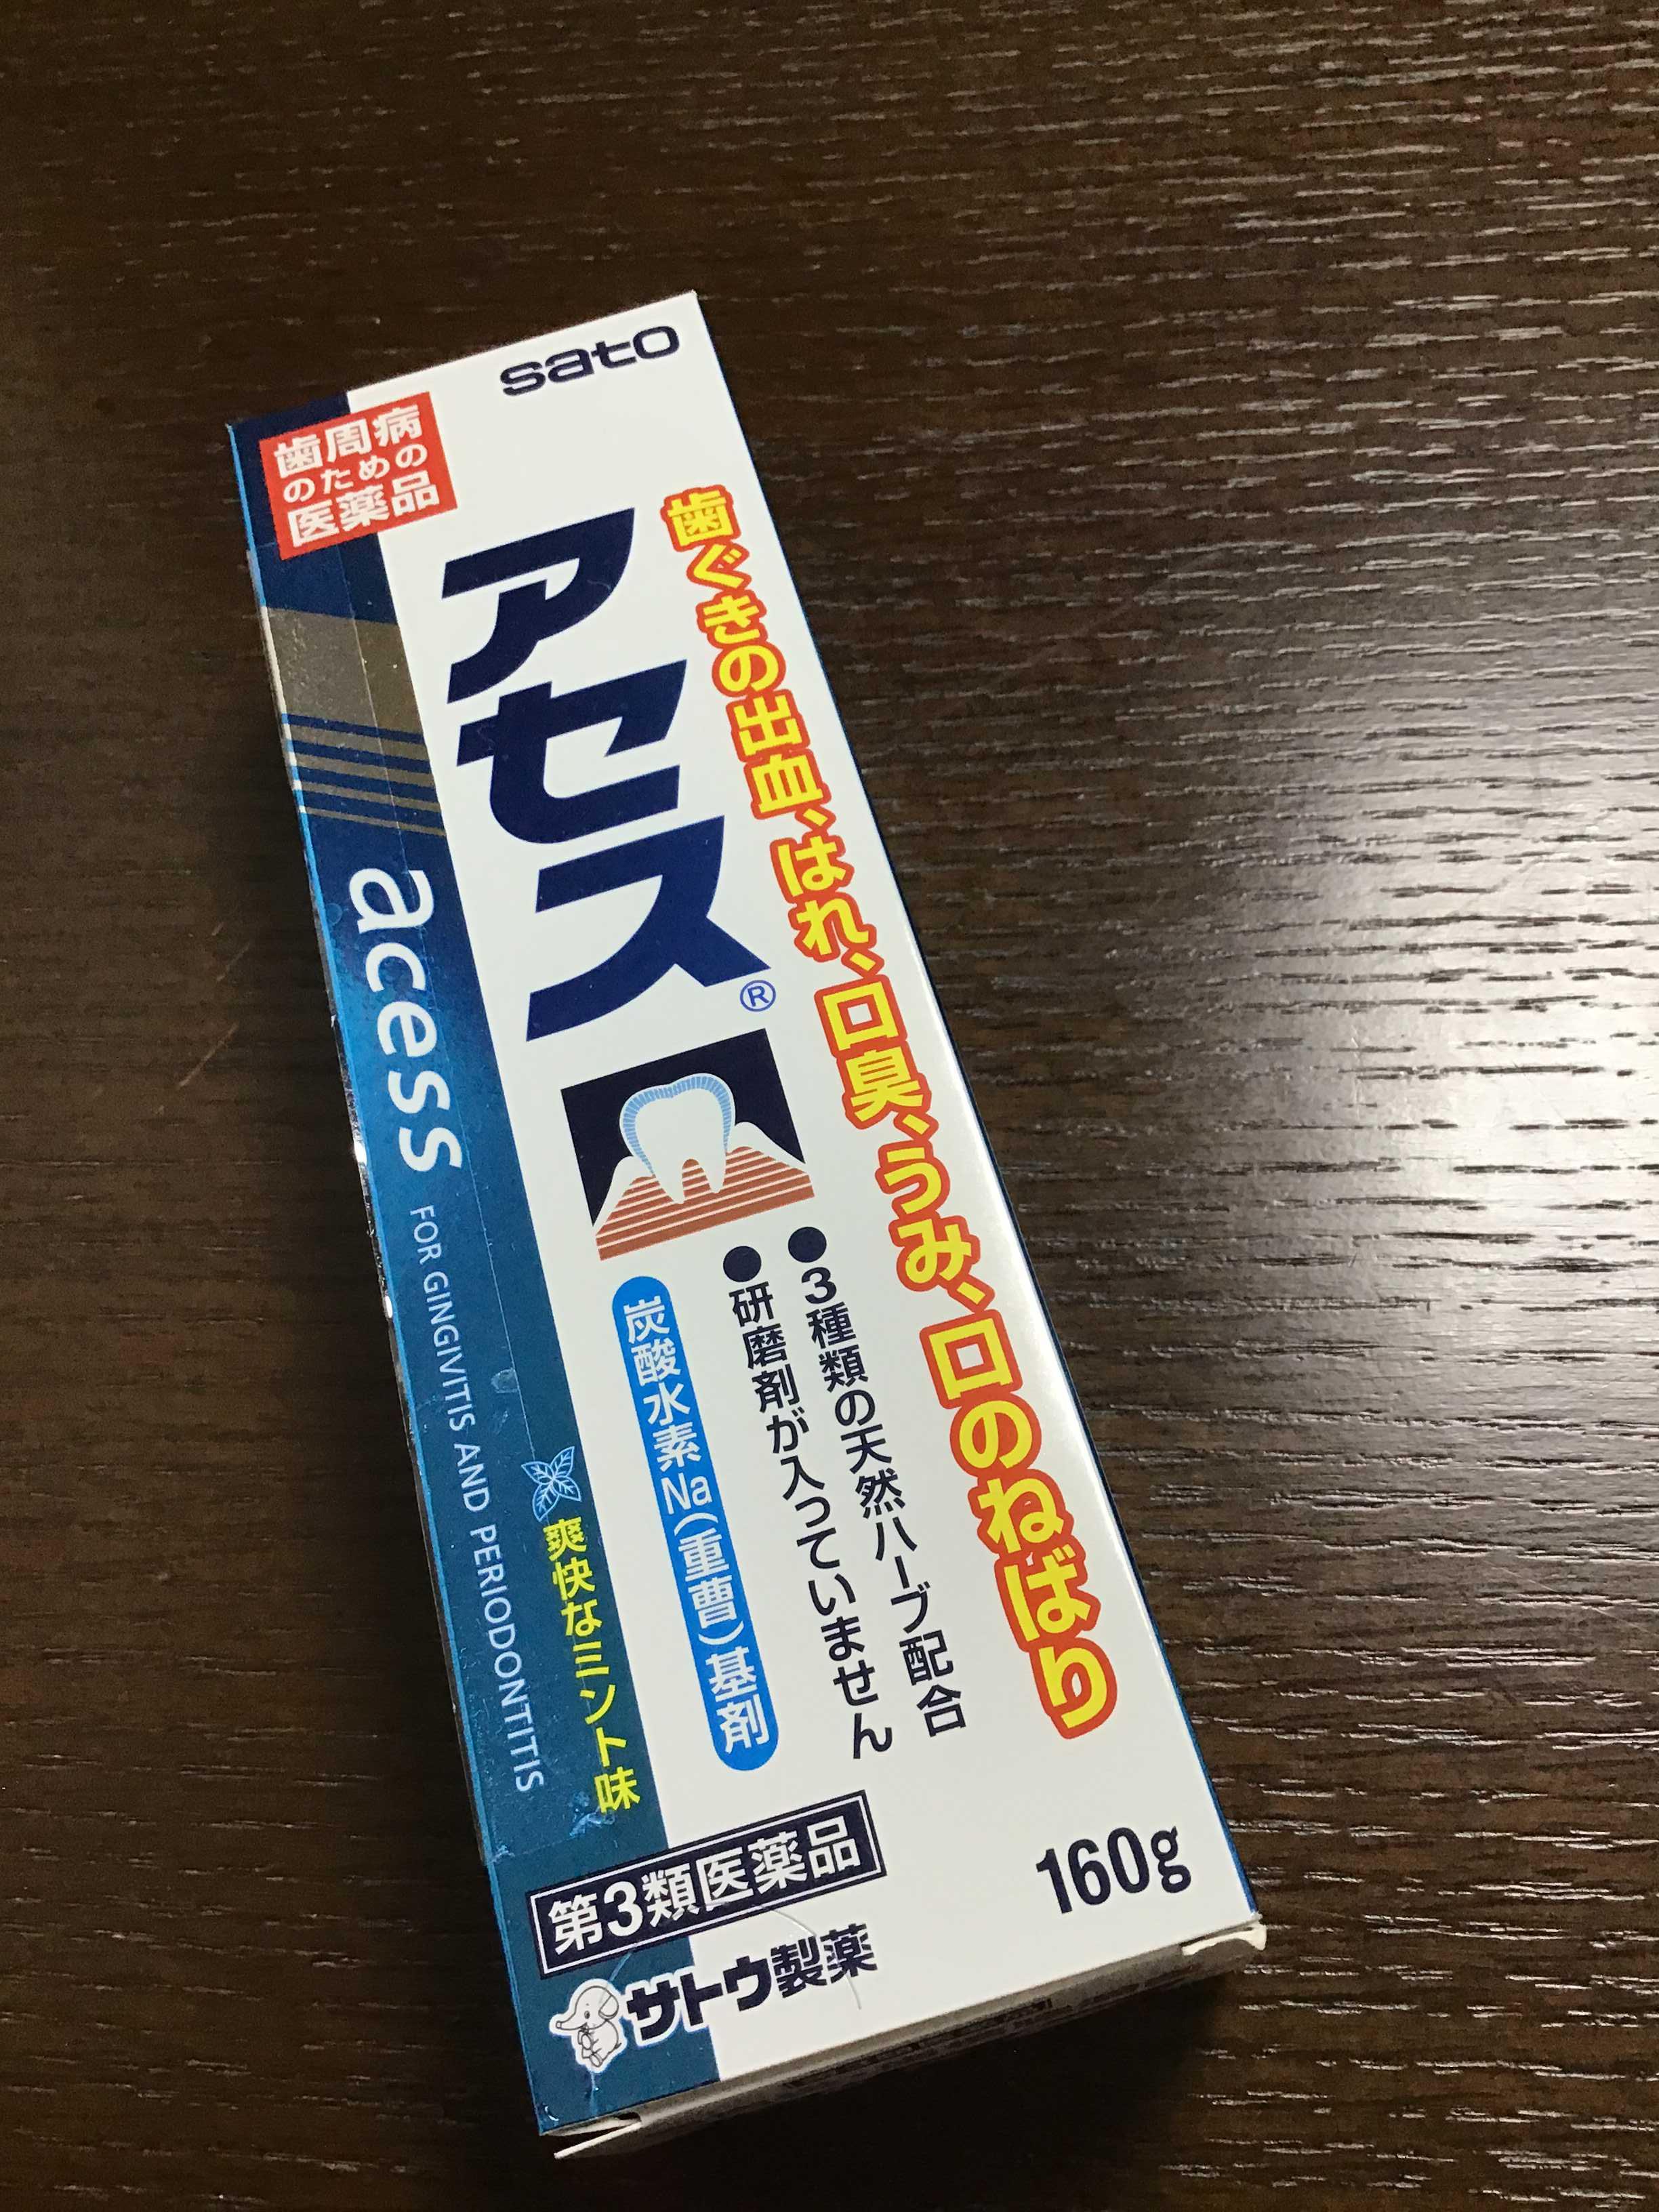 sato
歯周病
のための
医薬品
アセス®
歯ぐきの出血、はれ、口臭、うみ、口のねばり
●3種類の天然ハーブ配合
●研磨剤が入っていません
炭酸水素Na(重曹)基剤
acess FOR GINGIVITIS AND PERIODONTITIS
爽快なミント味
第3類医薬品
サトウ製薬
160g